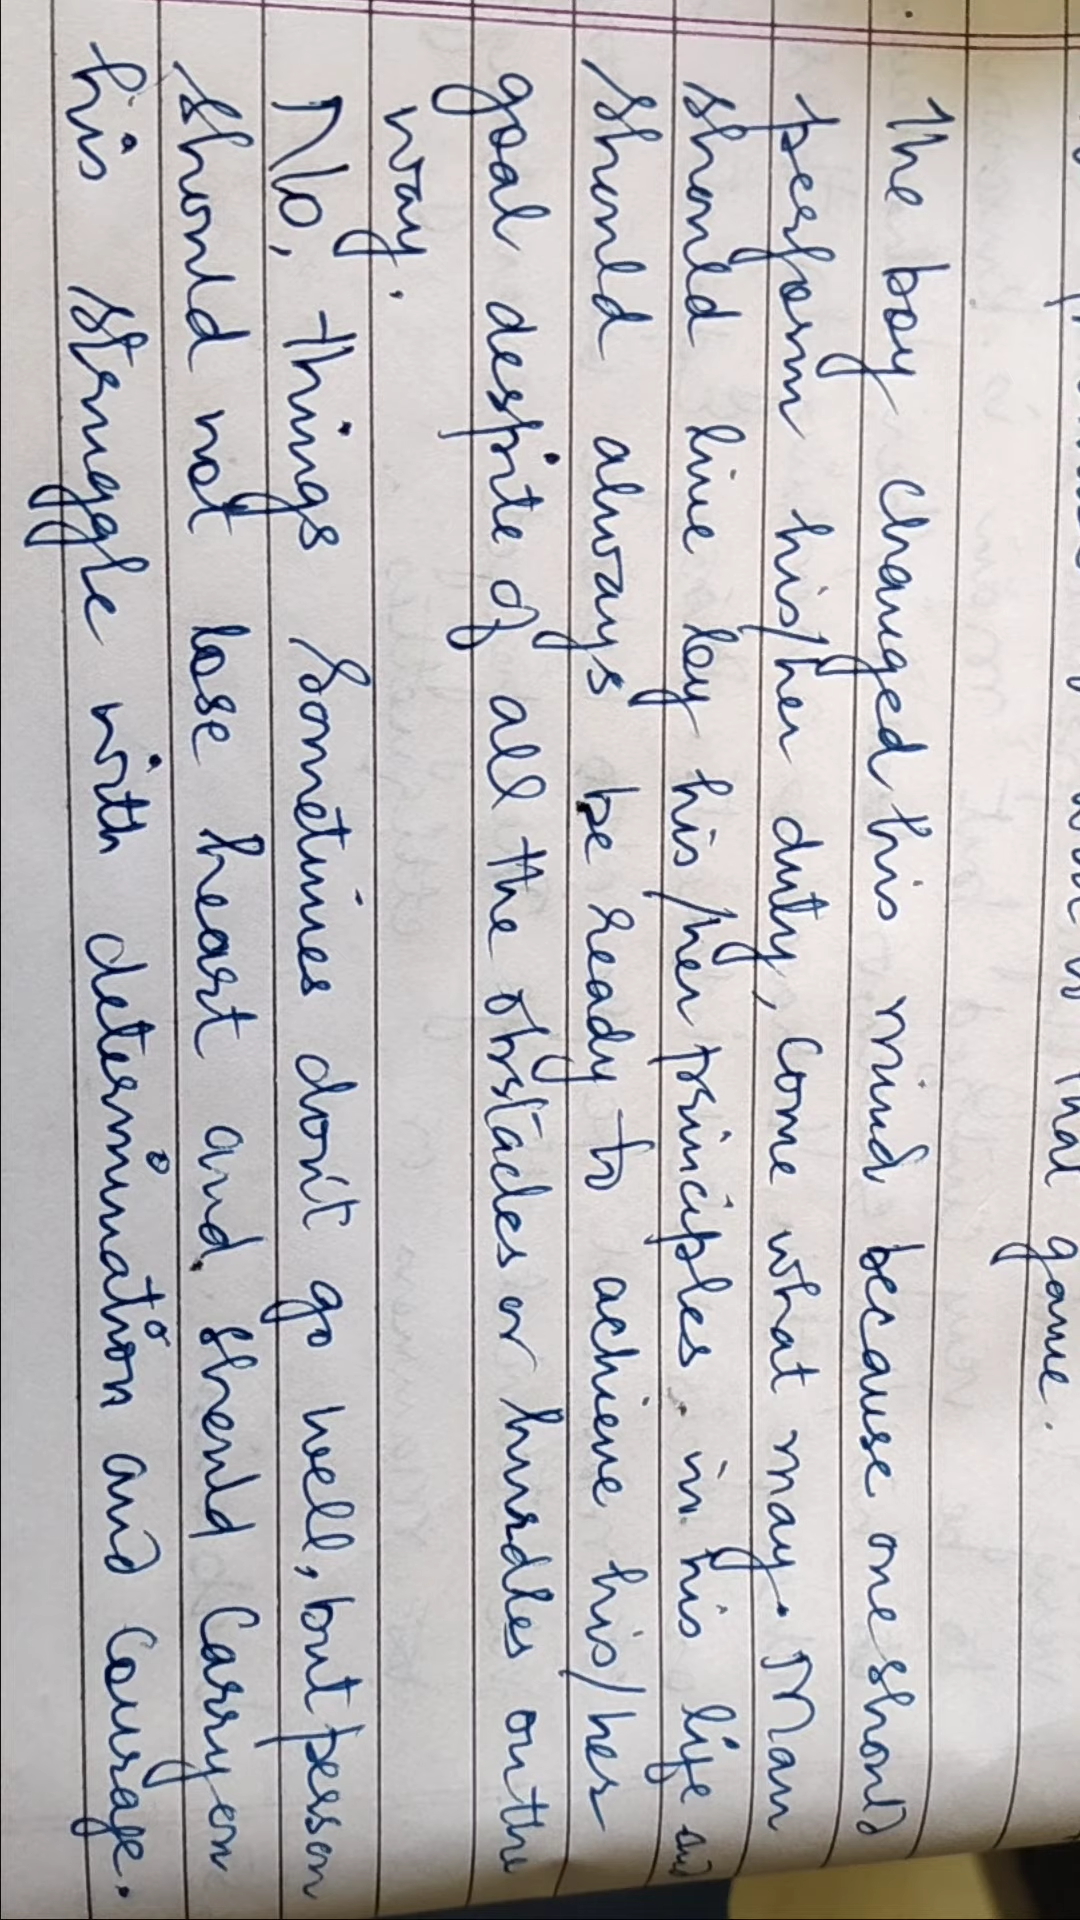 that game.
The boy changed his mind because one should
perform his/her duty, come what may. Man
should live by his/her principles in his life and
should always be ready to achieve his/her
goal despite of all the obstacles or hurdles on the
way.
No, things sometimes don't go well, but person
should not lose heart and should carry on
his struggle with determination and courage.